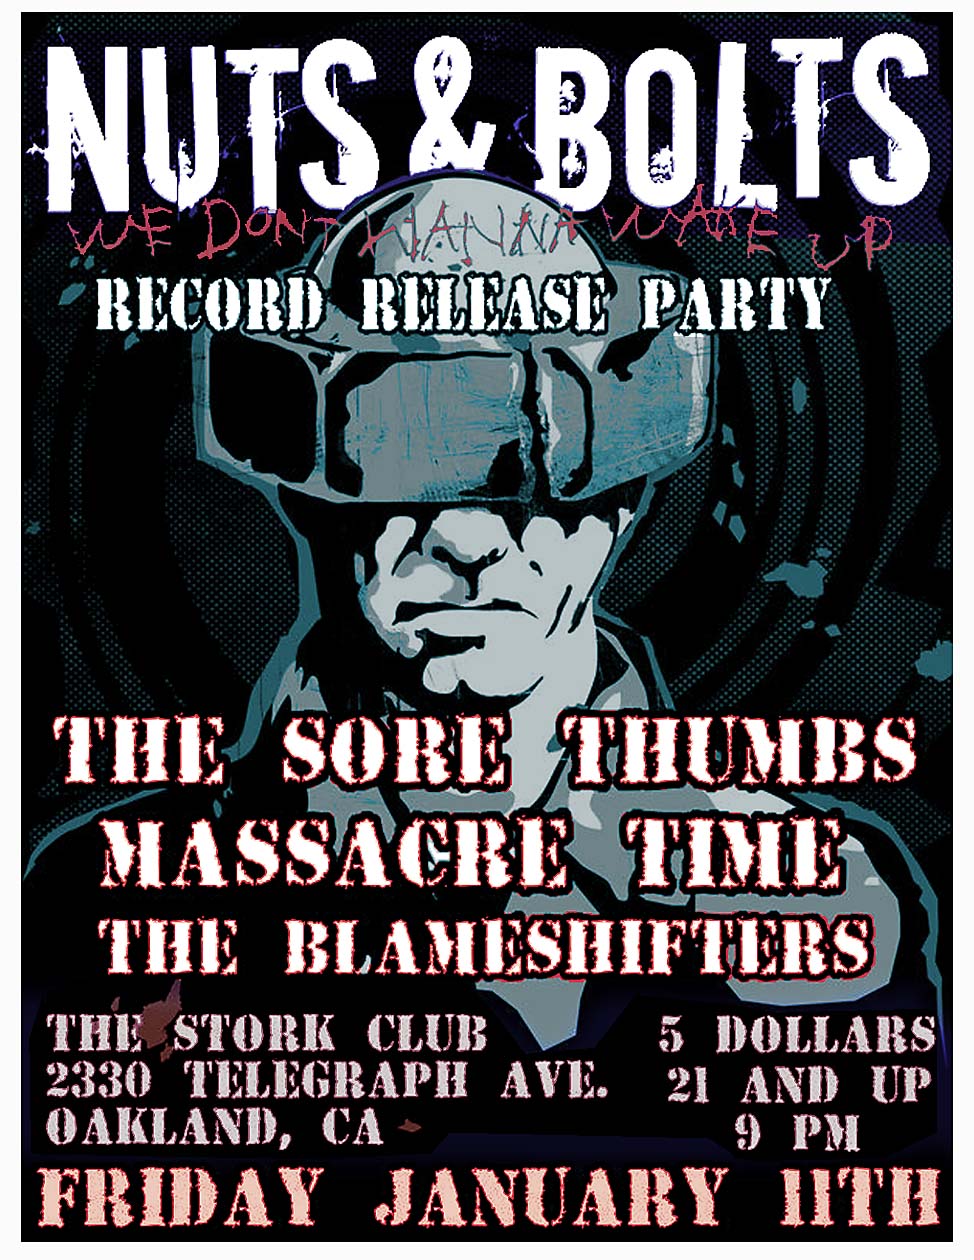 NUTS & BOLTS
WE DONT WANNA WAKE UP
RECORD RELEASE PARTY
THE SORE THUMBS
MASSACRE TIME
THE BLAMESHIFTERS
THE STORK CLUB
2330 TELEGRAPH AVE.
OAKLAND, CA
5 DOLLARS
21 AND UP
9 PM
FRIDAY JANUARY 11TH